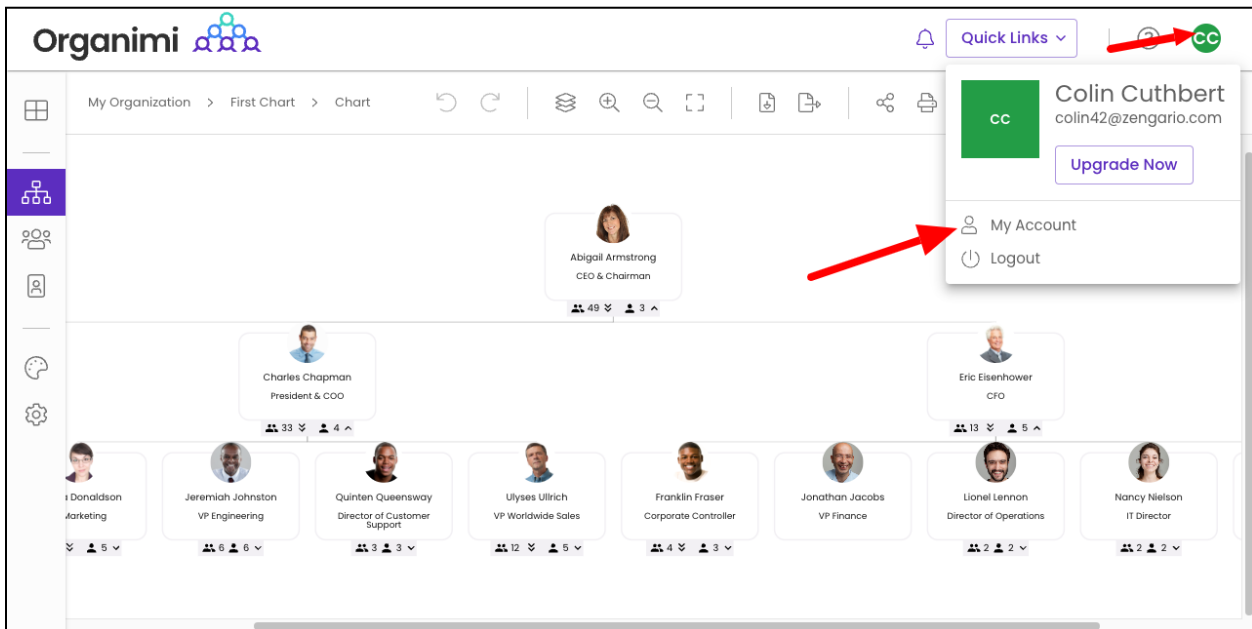 Organimi
Quick Links
CC
My Organization > First Chart > Chart
CC
Colin Cuthbert
colin42@zengario.com
Upgrade Now
My Account
Logout
Abigail Armstrong
CEO & Chairman
49 3
Charles Chapman
President & COO
33 4
Eric Eisenhower
CFO
13 5
Donaldson
Marketing
5
Jeremiah Johnston
VP Engineering
6 6
Quinten Queensway
Director of Customer
Support
3 3
Ulyses Ullrich
VP Worldwide Sales
12 5
Franklin Fraser
Corporate Controller
4 3
Jonathan Jacobs
VP Finance
Lionel Lennon
Director of Operations
2 2
Nancy Nielson
IT Director
2 2